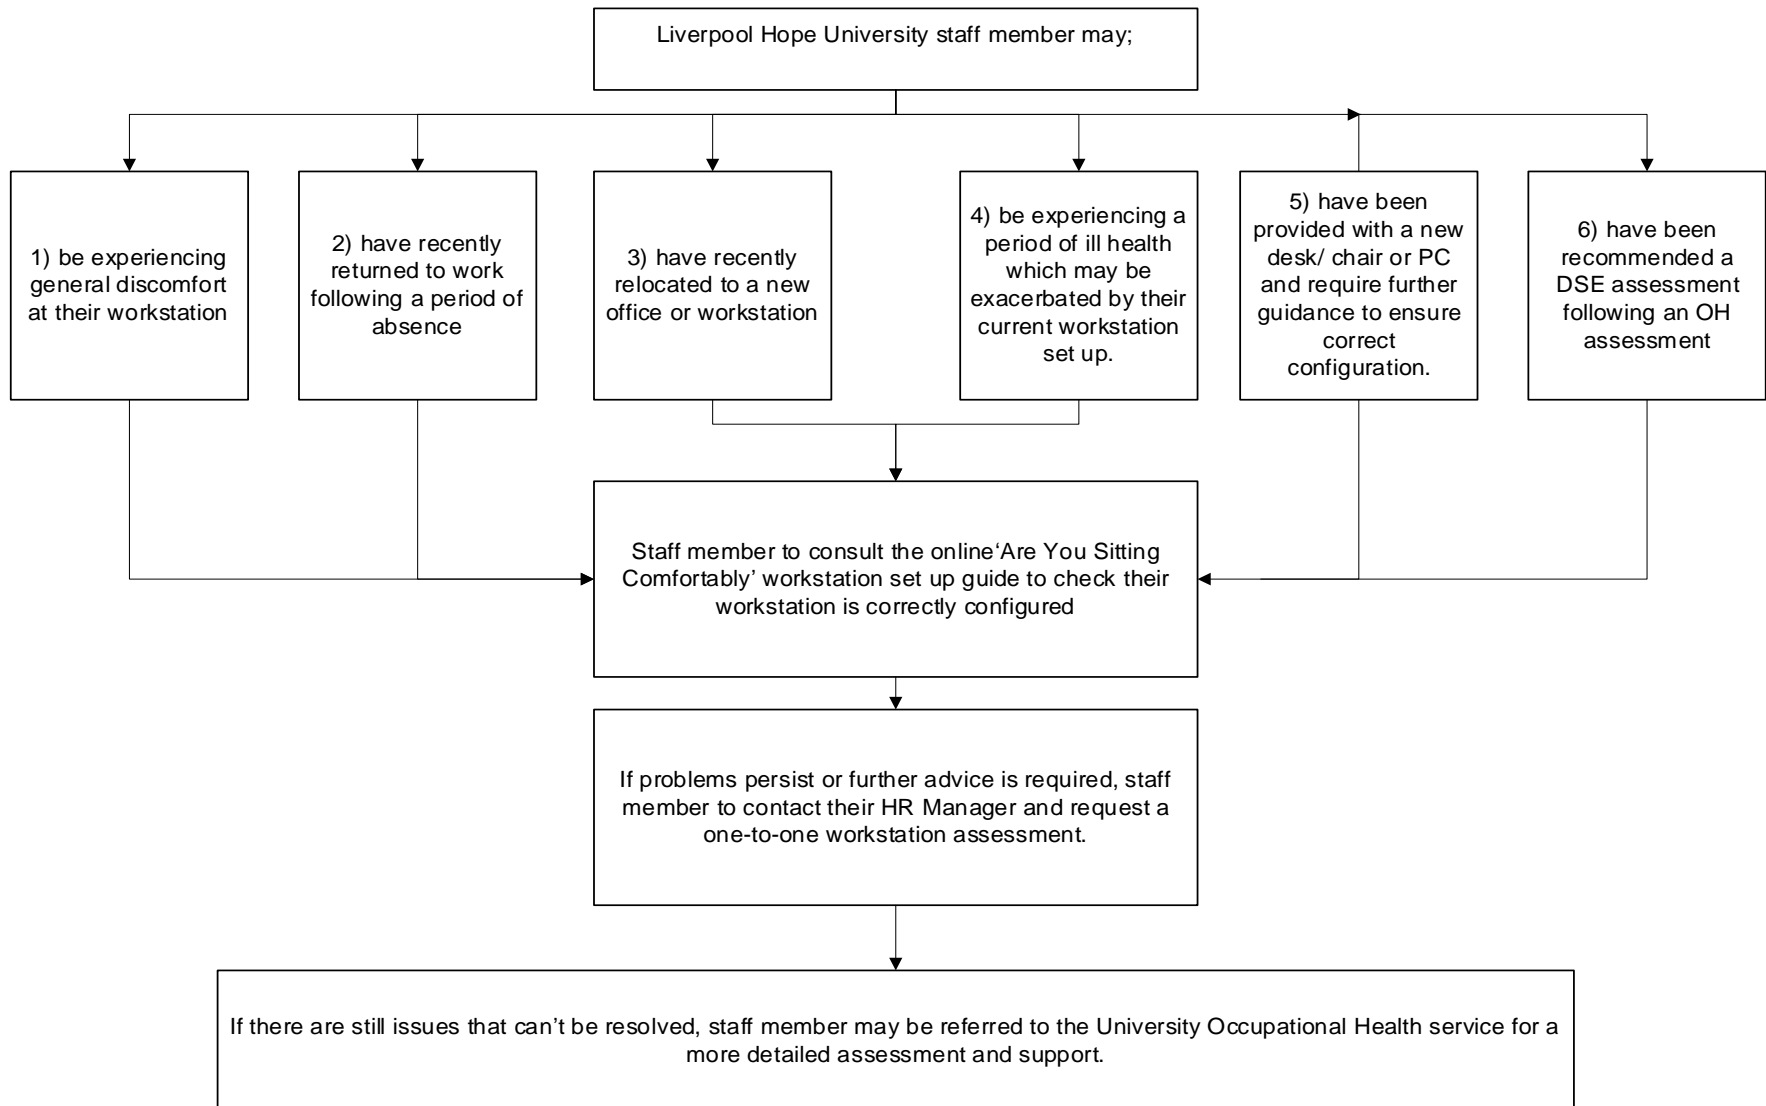 Liverpool Hope University staff member may;
1) be experiencing
general discomfort
at their workstation
2) have recently
returned to work
following a period of
absence
3) have recently
relocated to a new
office or workstation
4) be experiencing a
period of ill health
which may be
exacerbated by their
current workstation
set up.
5) have been
provided with a new
desk/ chair or PC
and require further
guidance to ensure
correct
configuration.
6) have been
recommended a
DSE assessment
following an OH
assessment
Staff member to consult the online‘Are You Sitting
Comfortably’ workstation set up guide to check their
workstation is correctly configured
If problems persist or further advice is required, staff
member to contact their HR Manager and request a
one-to-one workstation assessment.
If there are still issues that can’t be resolved, staff member may be referred to the University Occupational Health service for a
more detailed assessment and support.